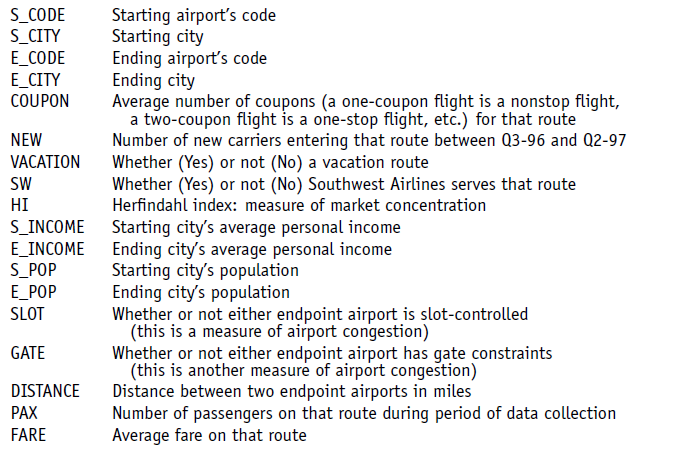 S_CODE Starting airport's code
S_CITY Starting city
E_CODE Ending airport's code
E_CITY Ending city
COUPON Average number of coupons (a one-coupon flight is a nonstop flight,
a two-coupon flight is a one-stop flight, etc.) for that route
NEW Number of new carriers entering that route between Q3-96 and Q2-97
VACATION Whether (Yes) or not (No) a vacation route
SW Whether (Yes) or not (No) Southwest Airlines serves that route
HI Herfindahl index: measure of market concentration
S_INCOME Starting city's average personal income
E_INCOME Ending city's average personal income
S_POP Starting city's population
E_POP Ending city's population
SLOT Whether or not either endpoint airport is slot-controlled
(this is a measure of airport congestion)
GATE Whether or not either endpoint airport has gate constraints
(this is another measure of airport congestion)
DISTANCE Distance between two endpoint airports in miles
PAX Number of passengers on that route during period of data collection
FARE Average fare on that route